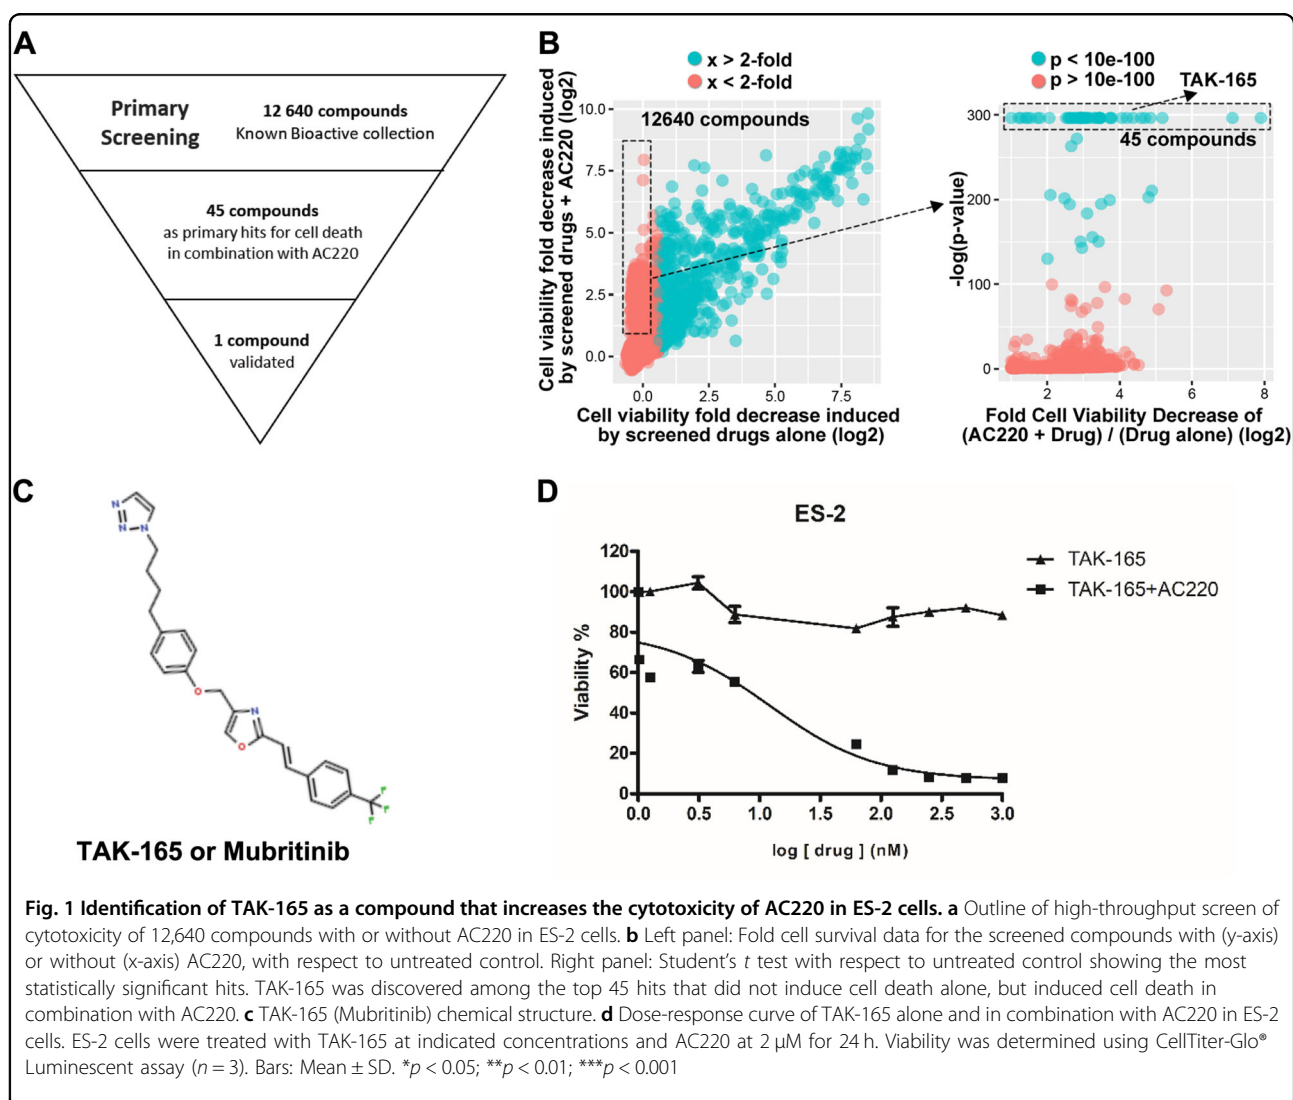 A
Primary
Screening
12 640 compounds
Known Bioactive collection
45 compounds
as primary hits for cell death
in combination with AC220
1 compound
validated
B
x > 2-fold
x < 2-fold
12640 compounds
10.0
7.5
5.0
2.5
0.0
0.0
2.5
5.0
7.5
Cell viability fold decrease induced
by screened drugs + AC220 (log2)
Cell viability fold decrease induced
by screened drugs alone (log2)
p < 10e-100
p > 10e-100
TAK-165
45 compounds
300
200
100
0
2
4
6
8
-log(p-value)
Fold Cell Viability Decrease of
(AC220 + Drug) / (Drug alone) (log2)
C
N
N
N
O
N
O
F
F
F
TAK-165 or Mubritinib
D
ES-2
120
100
80
60
40
20
0
0.0
0.5
1.0
1.5
2.0
2.5
3.0
Viability %
log [ drug ] (nM)
TAK-165
TAK-165+AC220
Fig. 1 Identification of TAK-165 as a compound that increases the cytotoxicity of AC220 in ES-2 cells. a Outline of high-throughput screen of
cytotoxicity of 12,640 compounds with or without AC220 in ES-2 cells. b Left panel: Fold cell survival data for the screened compounds with (y-axis)
or without (x-axis) AC220, with respect to untreated control. Right panel: Student's t test with respect to untreated control showing the most
statistically significant hits. TAK-165 was discovered among the top 45 hits that did not induce cell death alone, but induced cell death in
combination with AC220. c TAK-165 (Mubritinib) chemical structure. d Dose-response curve of TAK-165 alone and in combination with AC220 in ES-2
cells. ES-2 cells were treated with TAK-165 at indicated concentrations and AC220 at 2 µM for 24 h. Viability was determined using CellTiter-Glo®
Luminescent assay (n = 3). Bars: Mean ± SD. *p < 0.05; **p < 0.01; ***p < 0.001